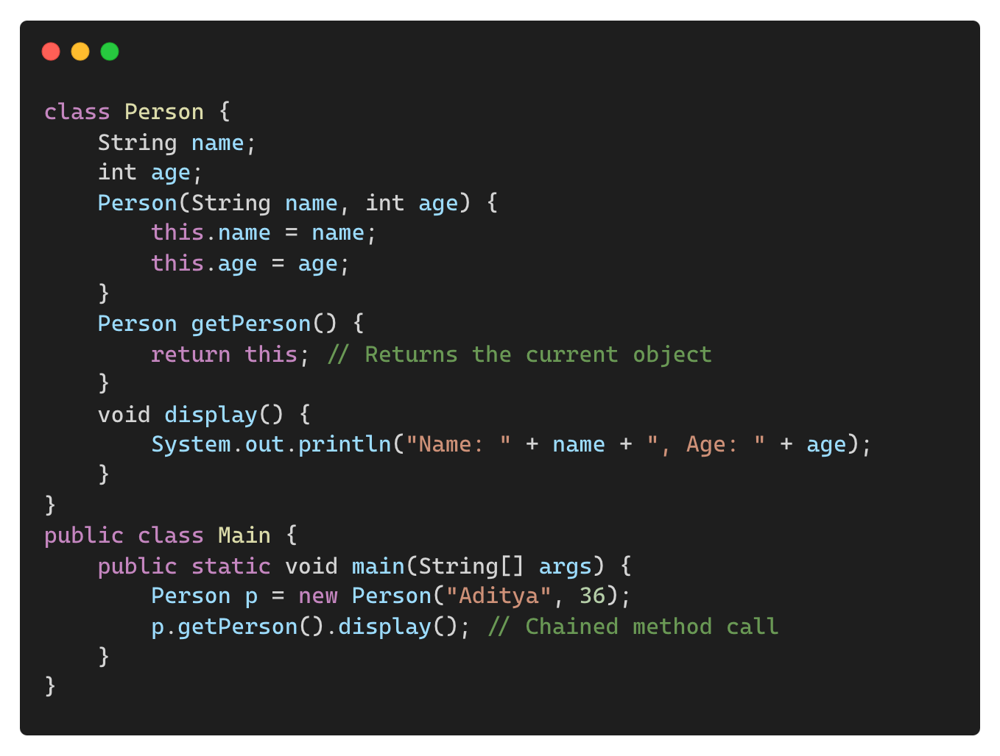 class Person {
    String name;
    int age;
    Person(String name, int age) {
        this.name = name;
        this.age = age;
    }
    Person getPerson() {
        return this; // Returns the current object
    }
    void display() {
        System.out.println("Name: " + name + ", Age: " + age);
    }
}
public class Main {
    public static void main(String[] args) {
        Person p = new Person("Aditya", 36);
        p.getPerson().display(); // Chained method call
    }
}